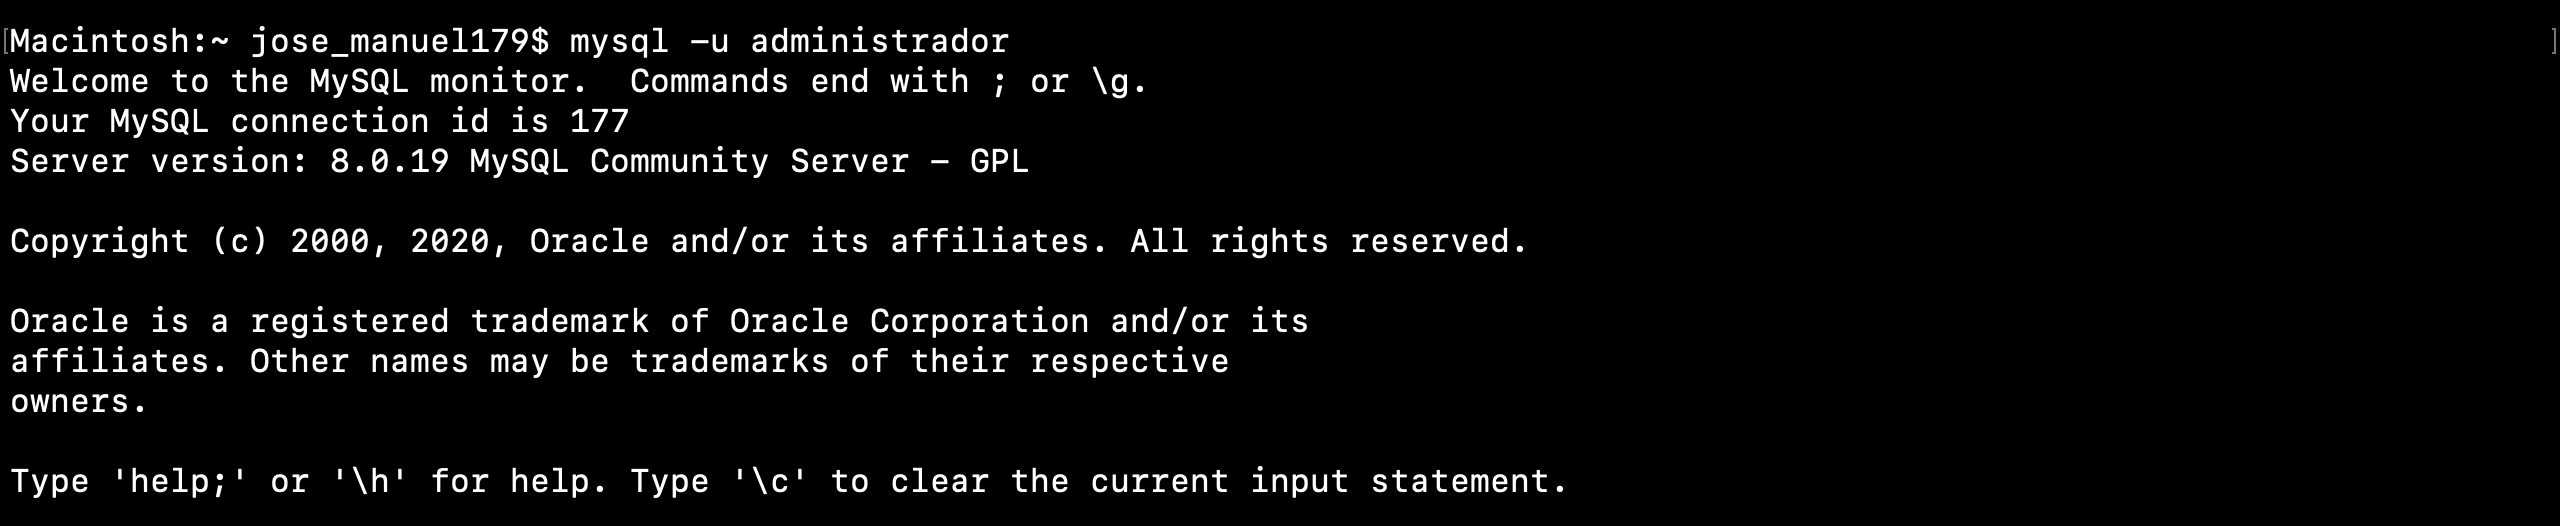 [Macintosh:~ jose_manuel179$ mysql -u administrador ]
Welcome to the MySQL monitor.  Commands end with ; or \g.
Your MySQL connection id is 177
Server version: 8.0.19 MySQL Community Server - GPL
Copyright (c) 2000, 2020, Oracle and/or its affiliates. All rights reserved.
Oracle is a registered trademark of Oracle Corporation and/or its
affiliates. Other names may be trademarks of their respective
owners.
Type 'help;' or '\h' for help. Type '\c' to clear the current input statement.